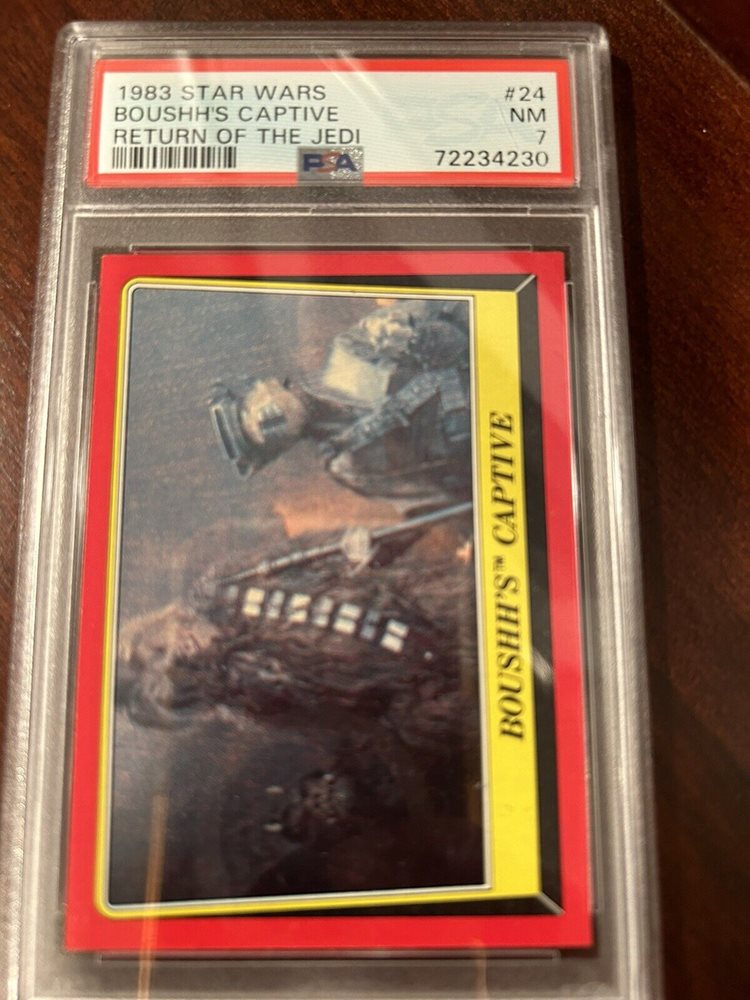 1983 STAR WARS #24
BOUSHH'S CAPTIVE NM
RETURN OF THE JEDI 7
PSA 72234230
BOUSHH'S™ CAPTIVE